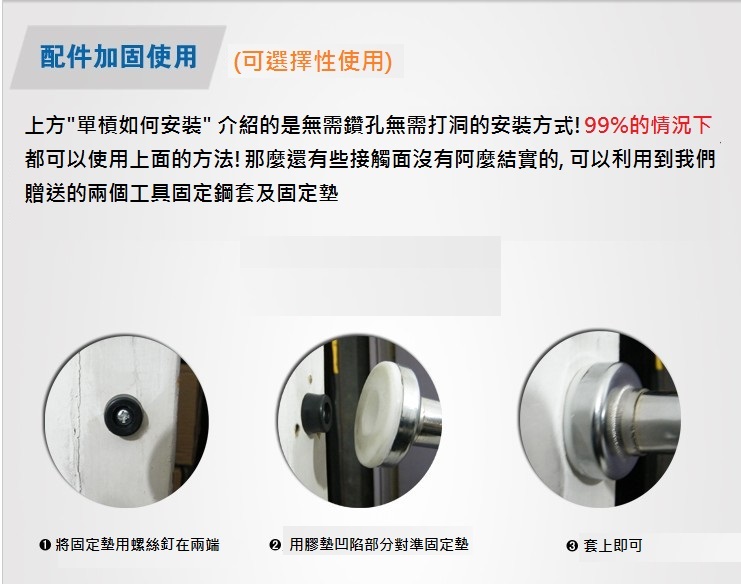 配件加固使用 (可選擇性使用)
上方"單槓如何安裝" 介紹的是無需鑽孔無需打洞的安裝方式! 99%的情況下
都可以使用上面的方法! 那麼還有些接觸面沒有阿麼結實的, 可以利用到我們
贈送的兩個工具固定鋼套及固定墊
❶ 將固定墊用螺絲釘在兩端
❷ 用膠墊凹陷部分對準固定墊
❸ 套上即可